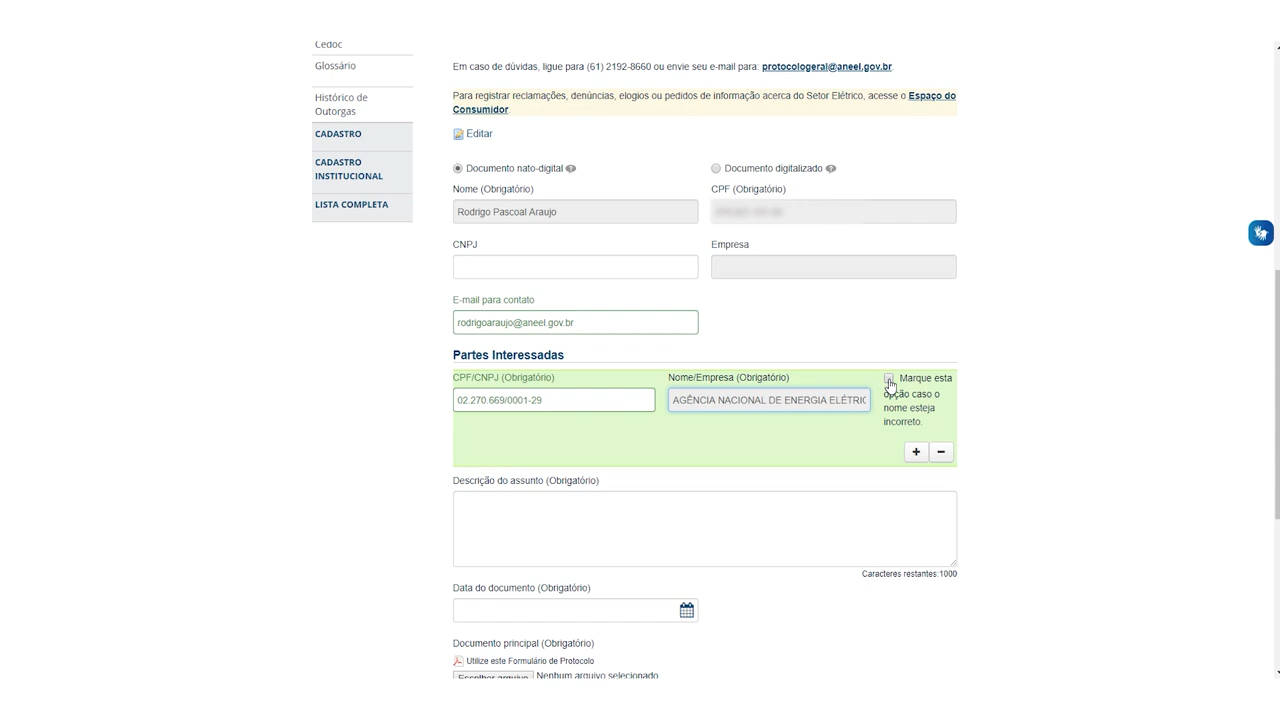 Cedoc
Glossário
Histórico de
Outorgas
CADASTRO
CADASTRO
INSTITUCIONAL
LISTA COMPLETA
Em caso de dúvidas, ligue para (61) 2192-8660 ou envie seu e-mail para: protocologeral@aneel.gov.br.
Para registrar reclamações, denúncias, elogios ou pedidos de informação acerca do Setor Elétrico, acesse o Espaço do
Consumidor.
Editar
Documento nato-digital
Documento digitalizado
Nome (Obrigatório)
CPF (Obrigatório)
Rodrigo Pascoal Araujo
CNPJ
Empresa
E-mail para contato
rodrigoaraujo@aneel.gov.br
Partes Interessadas
CPF/CNPJ (Obrigatório)
Nome/Empresa (Obrigatório)
Marque esta
opção caso o
nome esteja
incorreto.
02.270.669/0001-29
AGÊNCIA NACIONAL DE ENERGIA ELÉTRIC
Descrição do assunto (Obrigatório)
Caracteres restantes:1000
Data do documento (Obrigatório)
Documento principal (Obrigatório)
Utilize este Formulário de Protocolo
Escolher arquivo Nenhum arquivo selecionado